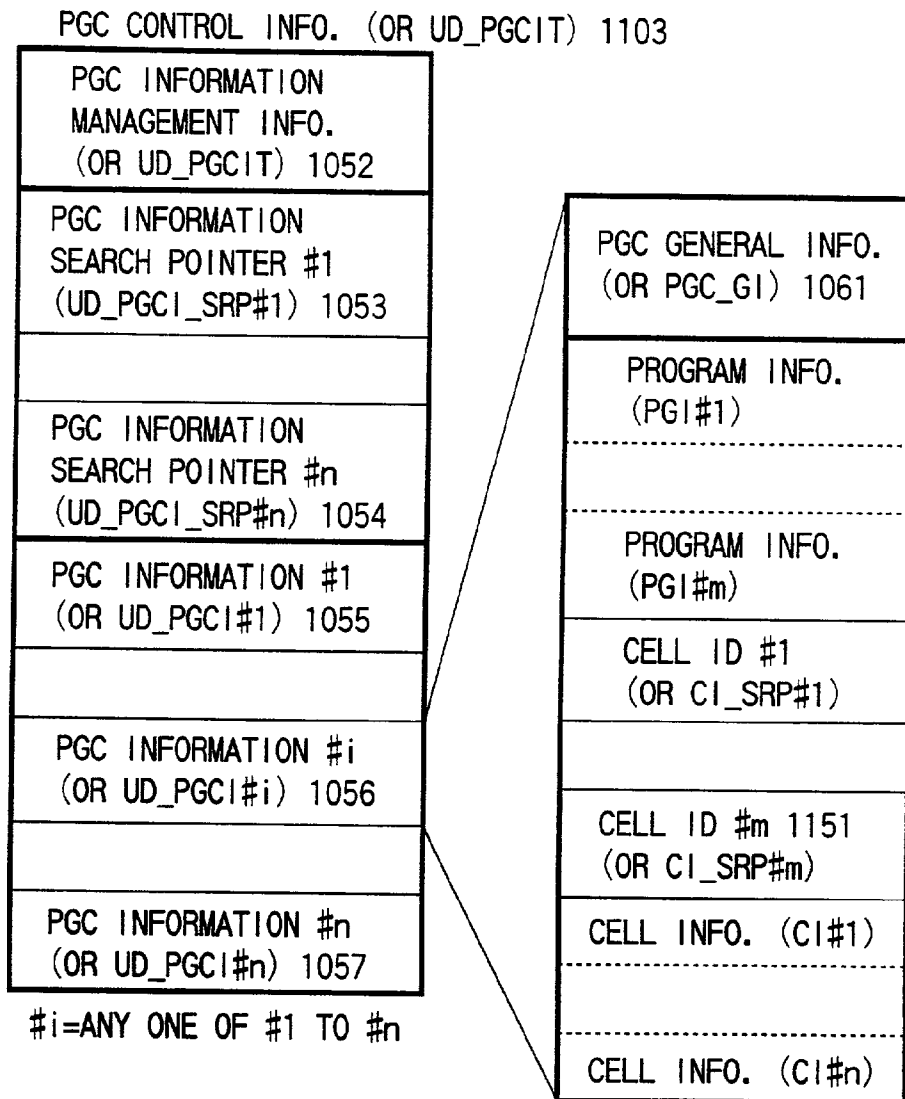 PGC CONTROL INFO. (OR UD_PGCIT) 1103
PGC INFORMATION
MANAGEMENT INFO.
(OR UD_PGCIT) 1052
PGC INFORMATION
SEARCH POINTER #1
(UD_PGCI_SRP#1) 1053
PGC INFORMATION
SEARCH POINTER #n
(UD_PGCI_SRP#n) 1054
PGC INFORMATION #1
(OR UD_PGCI#1) 1055
PGC INFORMATION #i
(OR UD_PGCI#i) 1056
PGC INFORMATION #n
(OR UD_PGCI#n) 1057
#i=ANY ONE OF #1 TO #n
PGC GENERAL INFO.
(OR PGC_GI) 1061
PROGRAM INFO.
(PGI#1)
PROGRAM INFO.
(PGI#m)
CELL ID #1
(OR CI_SRP#1)
CELL ID #m 1151
(OR CI_SRP#m)
CELL INFO. (CI#1)
CELL INFO. (CI#n)